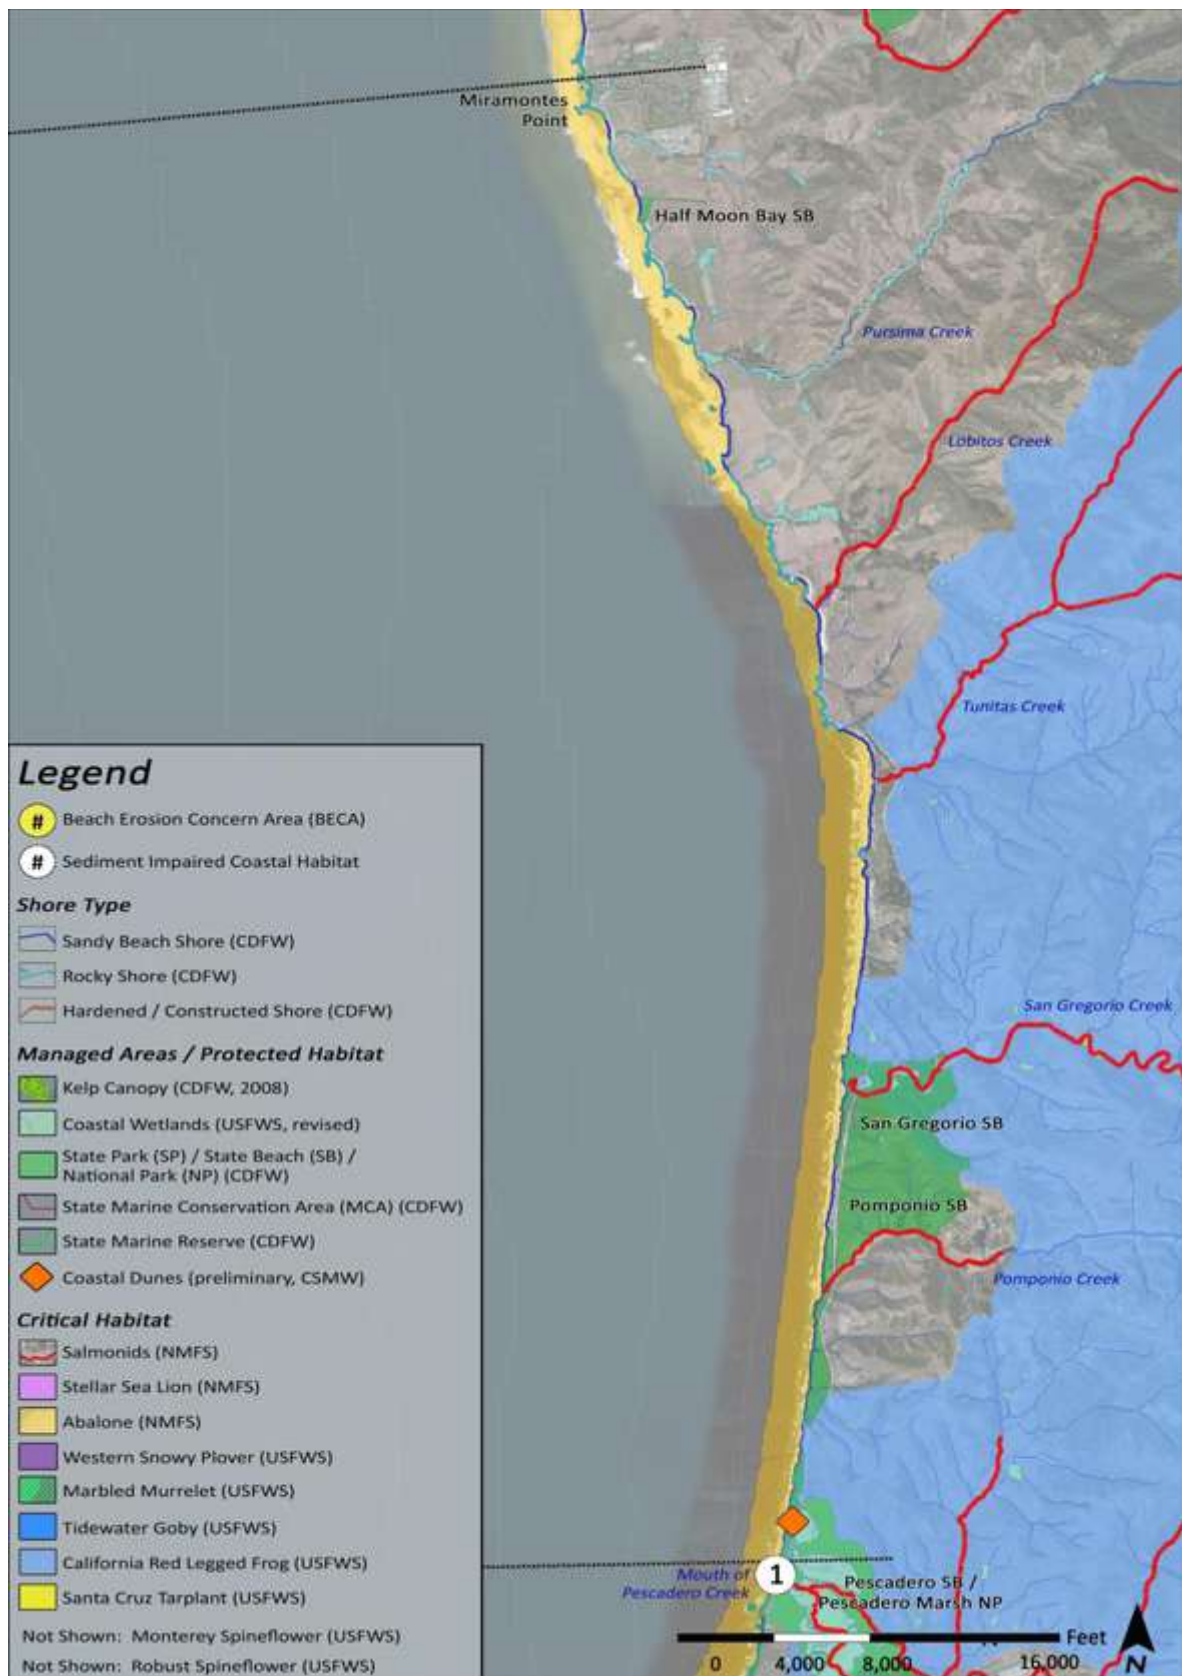 Miramontes
Point
Half Moon Bay SB
Pursima Creek
Lobitos Creek
Tunitas Creek
San Gregorio Creek
San Gregorio SB
Pomponio SB
Pomponio Creek
Mouth of
Pescadero Creek
1
Pescadero SB /
Pescadero Marsh NP
Legend
# Beach Erosion Concern Area (BECA)
# Sediment Impaired Coastal Habitat
Shore Type
Sandy Beach Shore (CDFW)
Rocky Shore (CDFW)
Hardened / Constructed Shore (CDFW)
Managed Areas / Protected Habitat
Kelp Canopy (CDFW, 2008)
Coastal Wetlands (USFWS, revised)
State Park (SP) / State Beach (SB) /
National Park (NP) (CDFW)
State Marine Conservation Area (MCA) (CDFW)
State Marine Reserve (CDFW)
Coastal Dunes (preliminary, CSMW)
Critical Habitat
Salmonids (NMFS)
Stellar Sea Lion (NMFS)
Abalone (NMFS)
Western Snowy Plover (USFWS)
Marbled Murrelet (USFWS)
Tidewater Goby (USFWS)
California Red Legged Frog (USFWS)
Santa Cruz Tarplant (USFWS)
Not Shown: Monterey Spineflower (USFWS)
Not Shown: Robust Spineflower (USFWS)
Feet
0 4,000 8,000 16,000
N